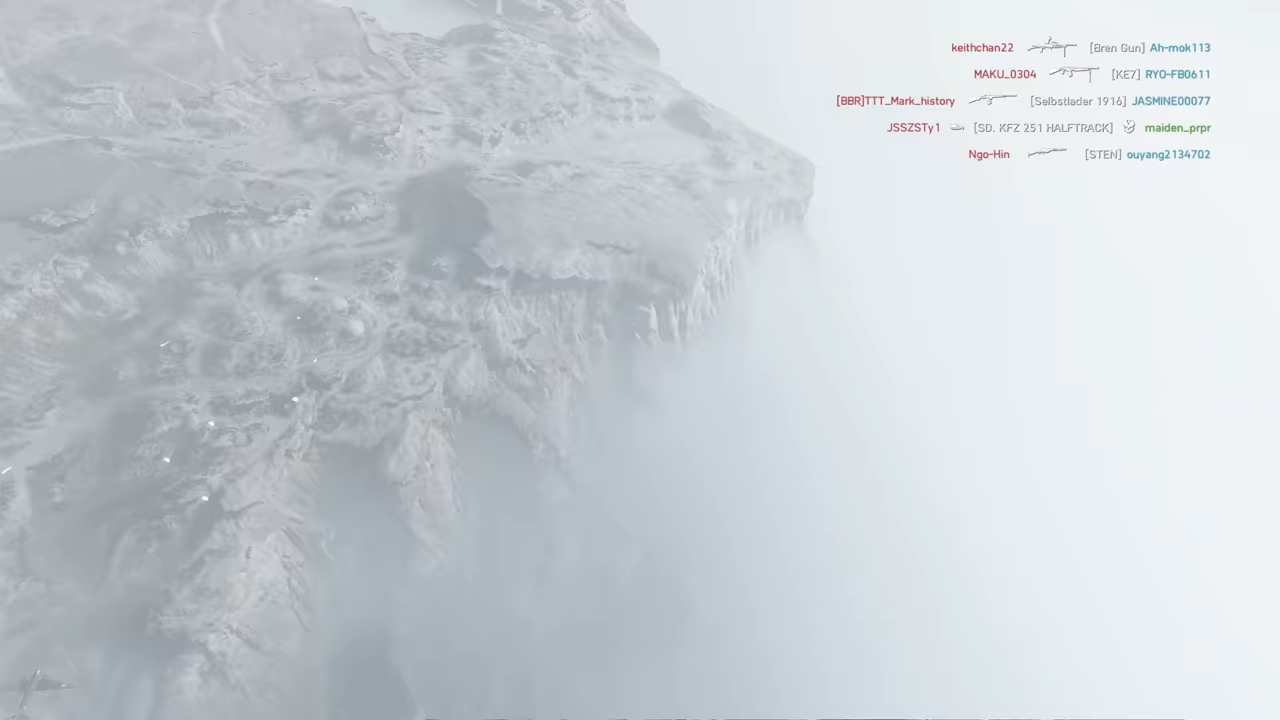 keithchan22 [Bren Gun] Ah-mok113
MAKU_0304 [KE7] RYO-FB0611
[BBR]TTT_Mark_history [Selbstlader 1916] JASMINE00077
JSSZSTy1 [SD. KFZ 251 HALFTRACK] maiden_prpr
Ngo-Hin [STEN] ouyang2134702